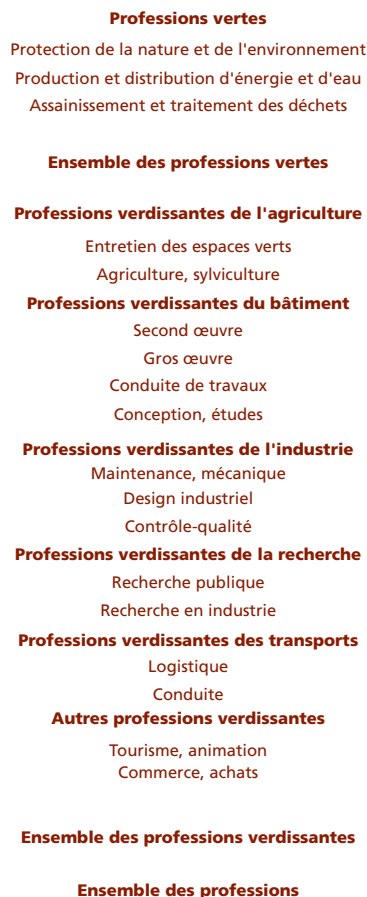 Professions vertes
Protection de la nature et de l'environnement
Production et distribution d'énergie et d'eau
Assainissement et traitement des déchets
Ensemble des professions vertes
Professions verdissantes de l'agriculture
Entretien des espaces verts
Agriculture, sylviculture
Professions verdissantes du bâtiment
Second œuvre
Gros œuvre
Conduite de travaux
Conception, études
Professions verdissantes de l'industrie
Maintenance, mécanique
Design industriel
Contrôle-qualité
Professions verdissantes de la recherche
Recherche publique
Recherche en industrie
Professions verdissantes des transports
Logistique
Conduite
Autres professions verdissantes
Tourisme, animation
Commerce, achats
Ensemble des professions verdissantes
Ensemble des professions